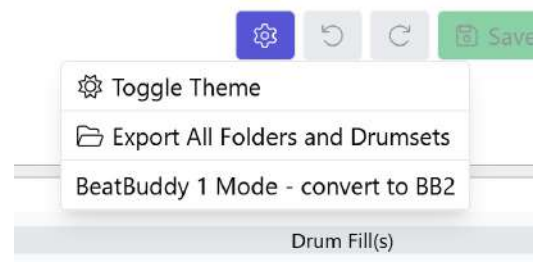 Save
Toggle Theme
Export All Folders and Drumsets
BeatBuddy 1 Mode - convert to BB2
Drum Fill(s)